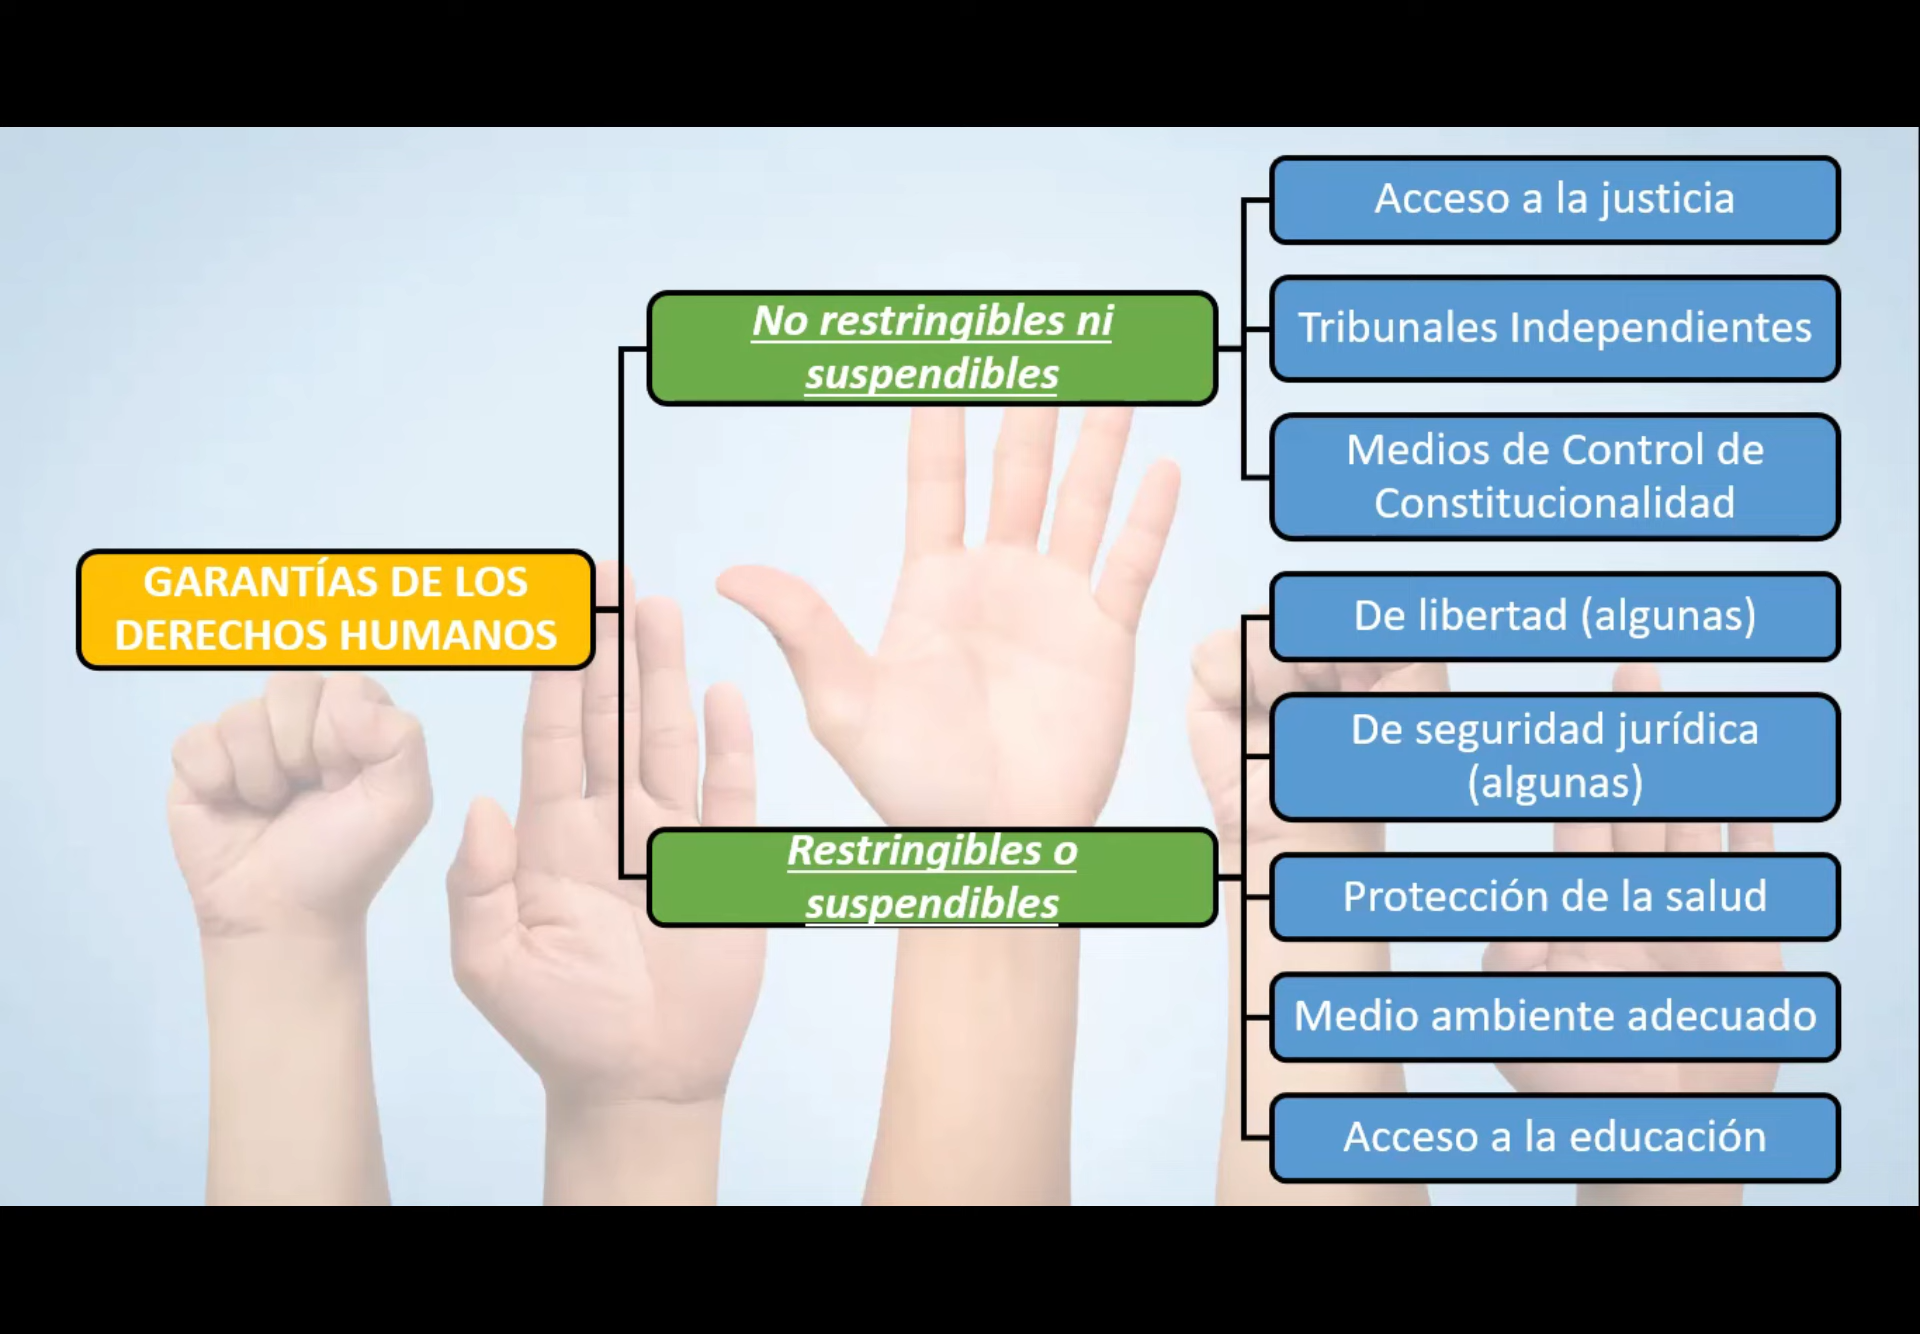 GARANTÍAS DE LOS
DERECHOS HUMANOS
No restringibles ni
suspendibles
Acceso a la justicia
Tribunales Independientes
Medios de Control de
Constitucionalidad
Restringibles o
suspendibles
De libertad (algunas)
De seguridad jurídica
(algunas)
Protección de la salud
Medio ambiente adecuado
Acceso a la educación